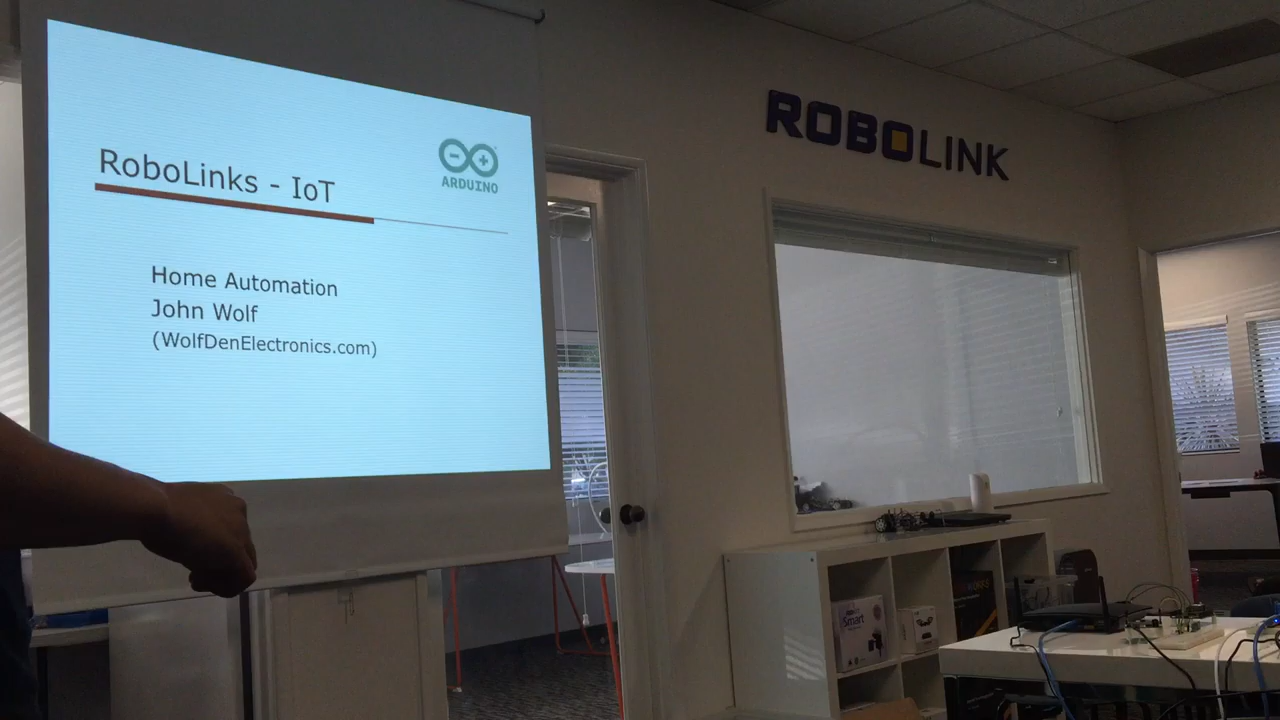 RoboLinks - IoT
ARDUINO
Home Automation
John Wolf
(WolfDenElectronics.com)
ROBOLINK
Smart